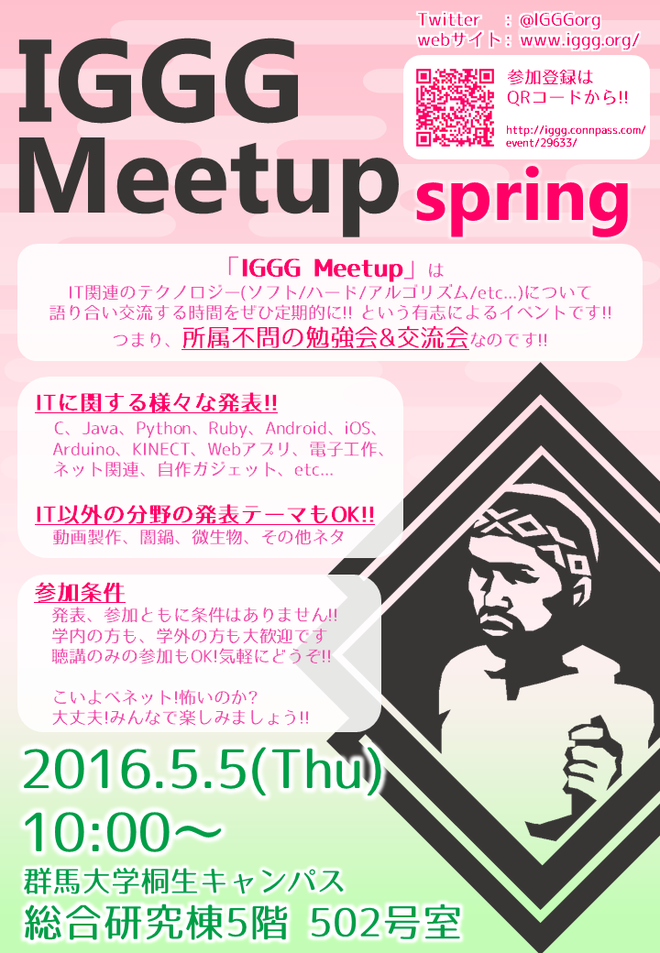 Twitter : @IGGGorg
webサイト: www.iggg.org/
IGGG
Meetup spring
参加登録は
QRコードから!!
http://iggg.connpass.com/
event/29633/
「IGGG Meetup」は
IT関連のテクノロジー(ソフト/ハード/アルゴリズム/etc...)について
語り合い交流する時間をぜひ定期的に!! という有志によるイベントです!!
つまり、所属不問の勉強会&交流会なのです!!
ITに関する様々な発表!!
C、Java、Python、Ruby、Android、iOS、
Arduino、KINECT、Webアプリ、電子工作、
ネット関連、自作ガジェット、etc...
IT以外の分野の発表テーマもOK!!
動画製作、闇鍋、微生物、その他ネタ
参加条件
発表、参加ともに条件はありません!!
学内の方も、学外の方も大歓迎です
聴講のみの参加もOK!気軽にどうぞ!!
こいよベネット!怖いのか?
大丈夫!みんなで楽しみましょう!!
2016.5.5(Thu)
10:00〜
群馬大学桐生キャンパス
総合研究棟5階 502号室